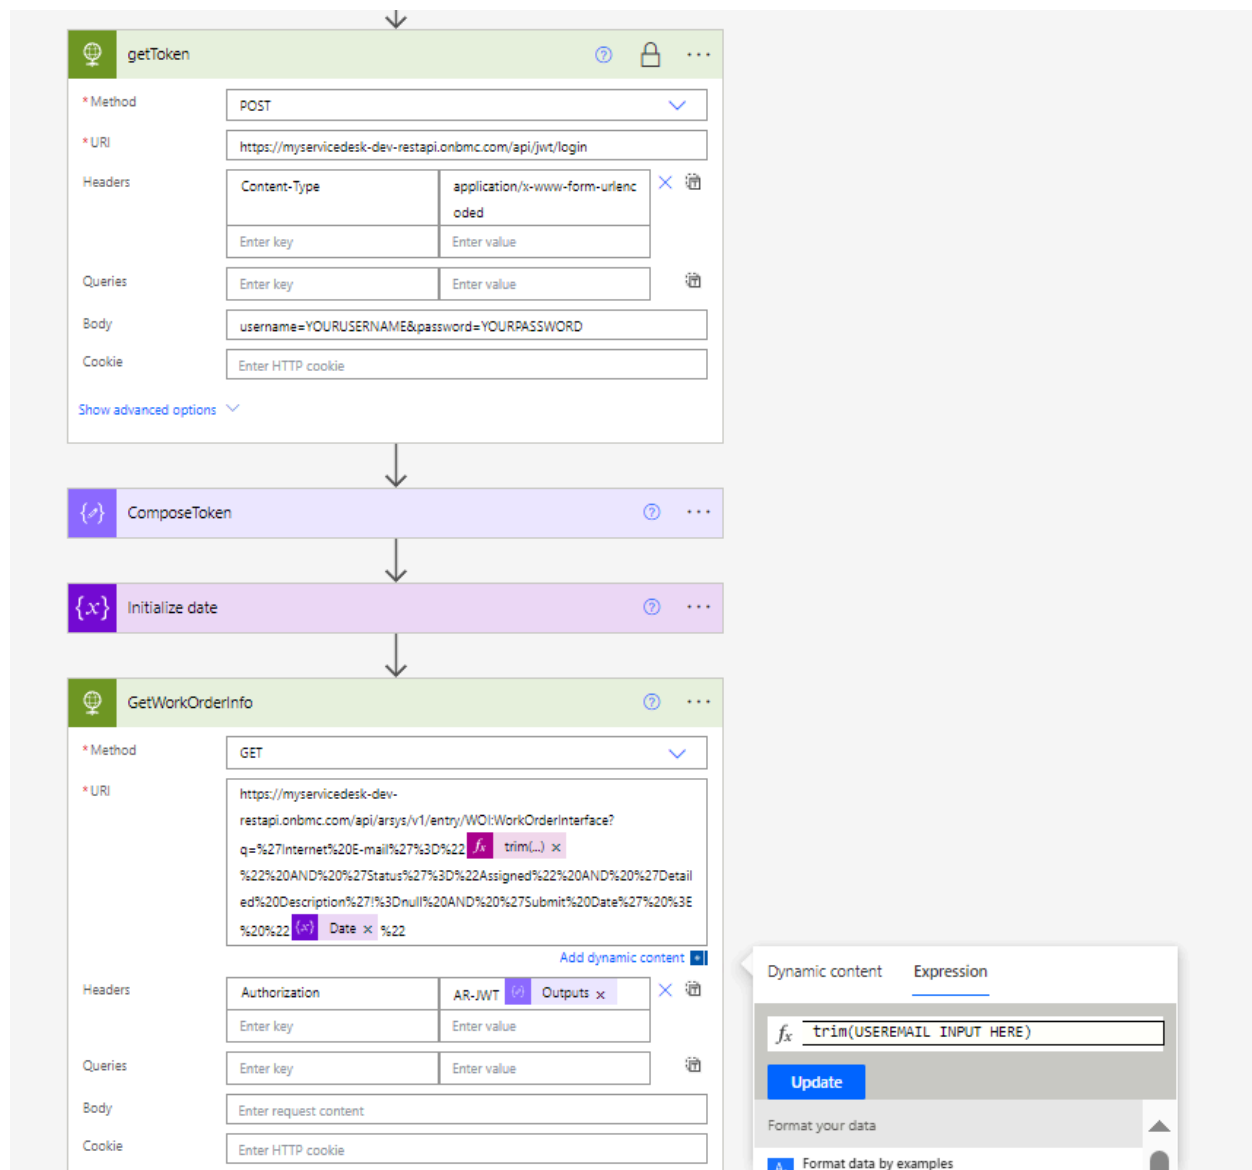 getToken
* Method
POST
* URI
https://myservicedesk-dev-restapi.onbmc.com/api/jwt/login
Headers
Content-Type
application/x-www-form-urlenc
oded
Enter key
Enter value
Queries
Enter key
Enter value
Body
username=YOURUSERNAME&password=YOURPASSWORD
Cookie
Enter HTTP cookie
Show advanced options
ComposeToken
{x} Initialize date
GetWorkOrderInfo
* Method
GET
* URI
https://myservicedesk-dev-
restapi.onbmc.com/api/arsys/v1/entry/WOI:WorkOrderInterface?
q=%27Internet%20E-mail%27%3D%22 fx trim(...) ×
%22%20AND%20%27Status%27%3D%22Assigned%22%20AND%20%27Detail
ed%20Description%27!%3Dnull%20AND%20%27Submit%20Date%27%20%3E
%20%22 {x} Date × %22
Add dynamic content
Headers
Authorization
AR-JWT Outputs ×
Enter key
Enter value
Queries
Enter key
Enter value
Body
Enter request content
Cookie
Enter HTTP cookie
Dynamic content
Expression
fx trim(USEREMAIL INPUT HERE)
Update
Format your data
Format data by examples